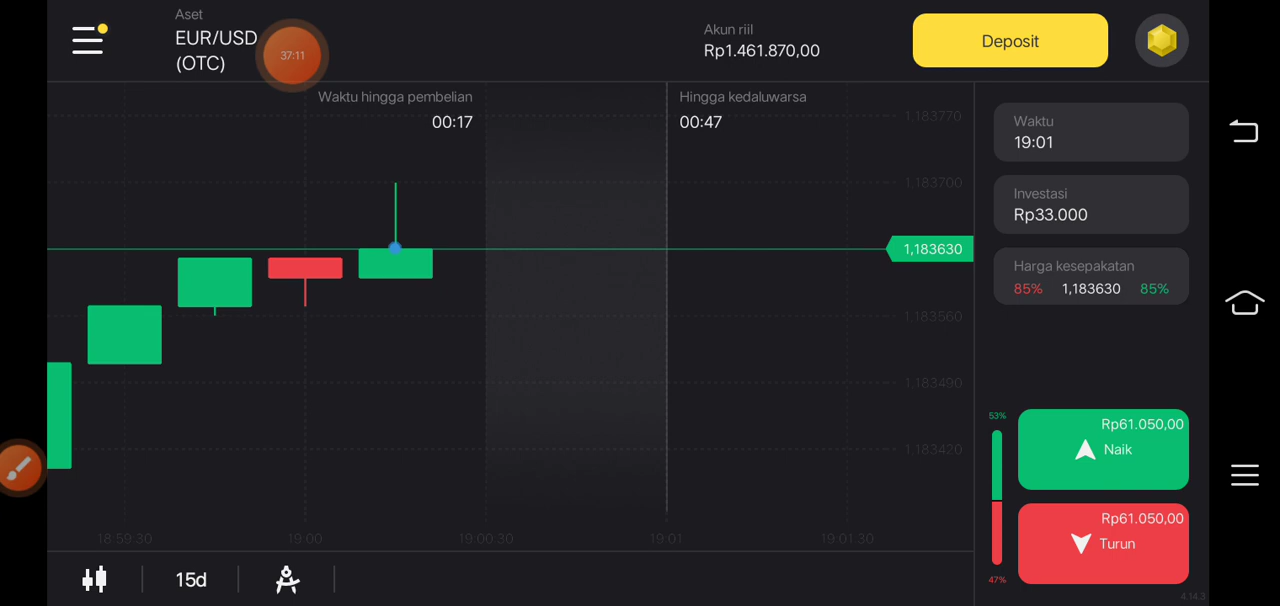 Aset
EUR/USD
(OTC)
37:11
Akun riil
Rp1.461.870,00
Deposit
Waktu hingga pembelian
00:17
Hingga kedaluwarsa
00:47
1,183770
1,183700
1,183630
1,183560
1,183490
1,183420
18:59:30
19:00
19:00:30
19:01
19:01:30
15d
Waktu
19:01
Investasi
Rp33.000
Harga kesepakatan
85% 1,183630 85%
53%
Rp61.050,00
Naik
Rp61.050,00
Turun
47%
4.14.3